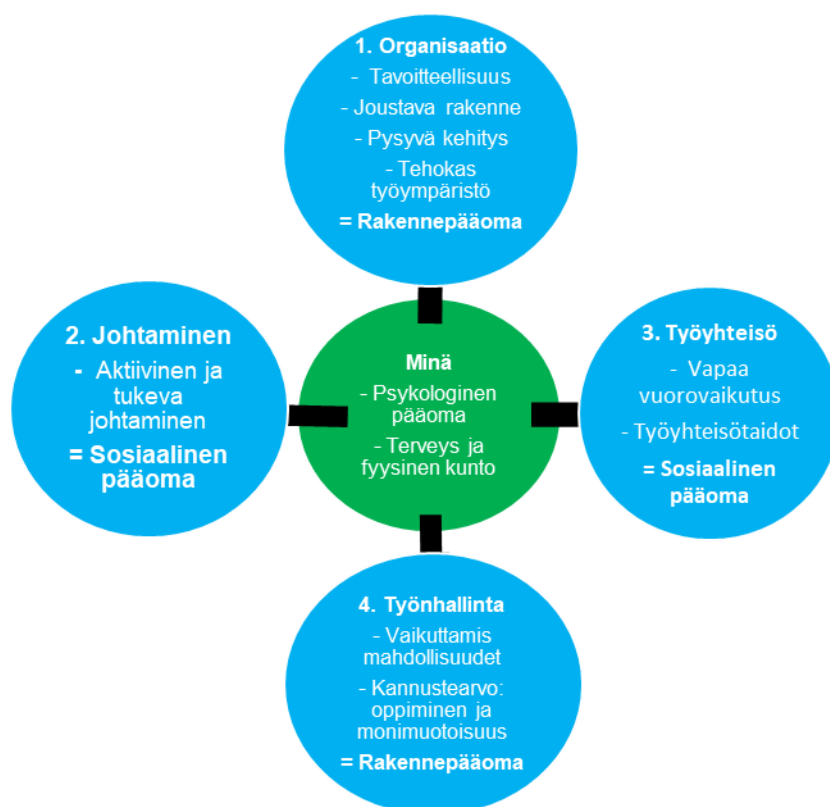 1. Organisaatio
- Tavoitteellisuus
- Joustava rakenne
- Pysyvä kehitys
- Tehokas
työympäristö
= Rakennepääoma
2. Johtaminen
- Aktiivinen ja
tukeva
johtaminen
= Sosiaalinen
pääoma
Minä
- Psykologinen
pääoma
- Terveys ja
fyysinen kunto
3. Työyhteisö
- Vapaa
vuorovaikutus
- Työyhteisötaidot
= Sosiaalinen
pääoma
4. Työnhallinta
- Vaikuttamis
mahdollisuudet
- Kannustearvo:
oppiminen ja
monimuotoisuus
= Rakennepääoma